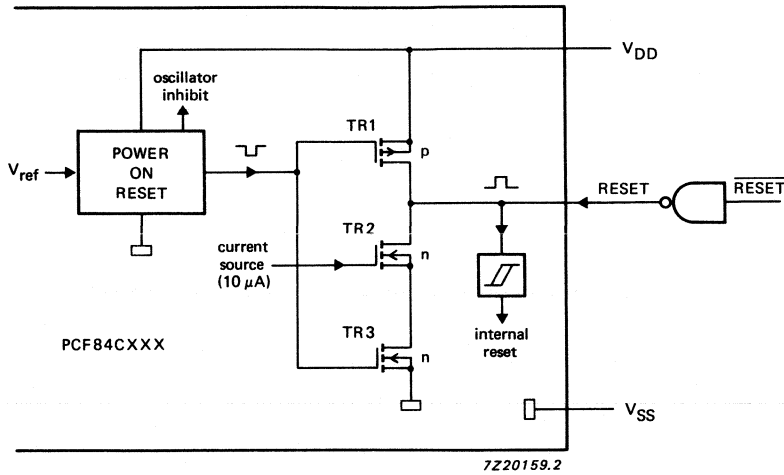 V_DD
oscillator
inhibit
TR1
p
POWER
ON
RESET
V_ref
RESET
RESET
TR2
n
current
source
(10 µA)
internal
reset
TR3
n
PCF84CXXX
V_SS
7Z20159.2